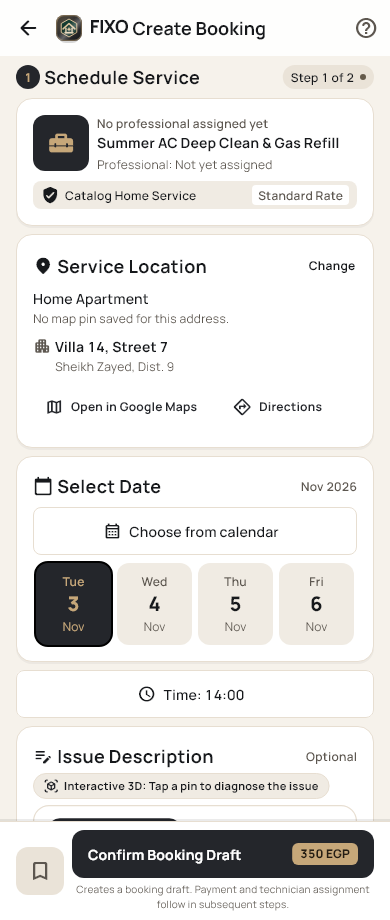 FIXO Create Booking
1 Schedule Service
Step 1 of 2
No professional assigned yet
Summer AC Deep Clean & Gas Refill
Professional: Not yet assigned
Catalog Home Service
Standard Rate
Service Location
Change
Home Apartment
No map pin saved for this address.
Villa 14, Street 7
Sheikh Zayed, Dist. 9
Open in Google Maps
Directions
Select Date
Nov 2026
Choose from calendar
Tue
3
Nov
Wed
4
Nov
Thu
5
Nov
Fri
6
Nov
Time: 14:00
Issue Description
Optional
Interactive 3D: Tap a pin to diagnose the issue
Confirm Booking Draft
350 EGP
Creates a booking draft. Payment and technician assignment
follow in subsequent steps.